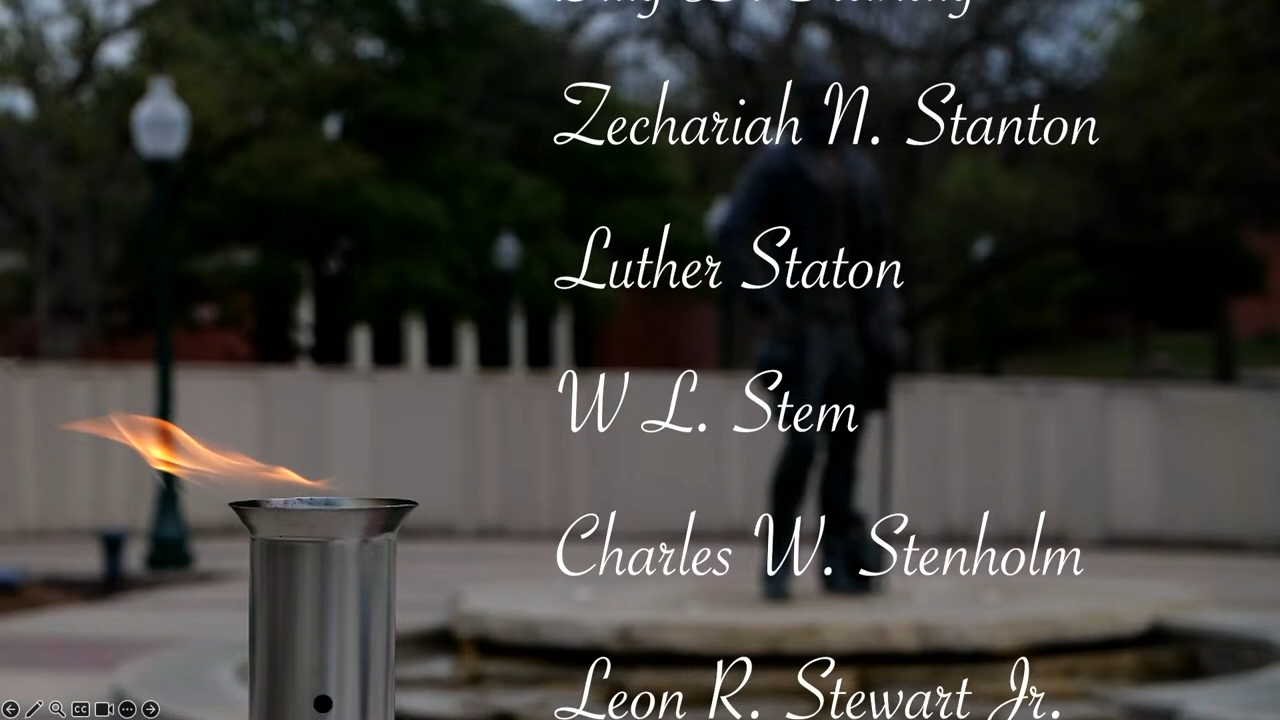 Zechariah N. Stanton
Luther Staton
W L. Stem
Charles W. Stenholm
Leon R. Stewart Jr.